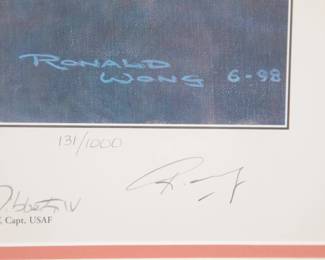 RONALD
WONG 6-98
131/1000
Capt. USAF